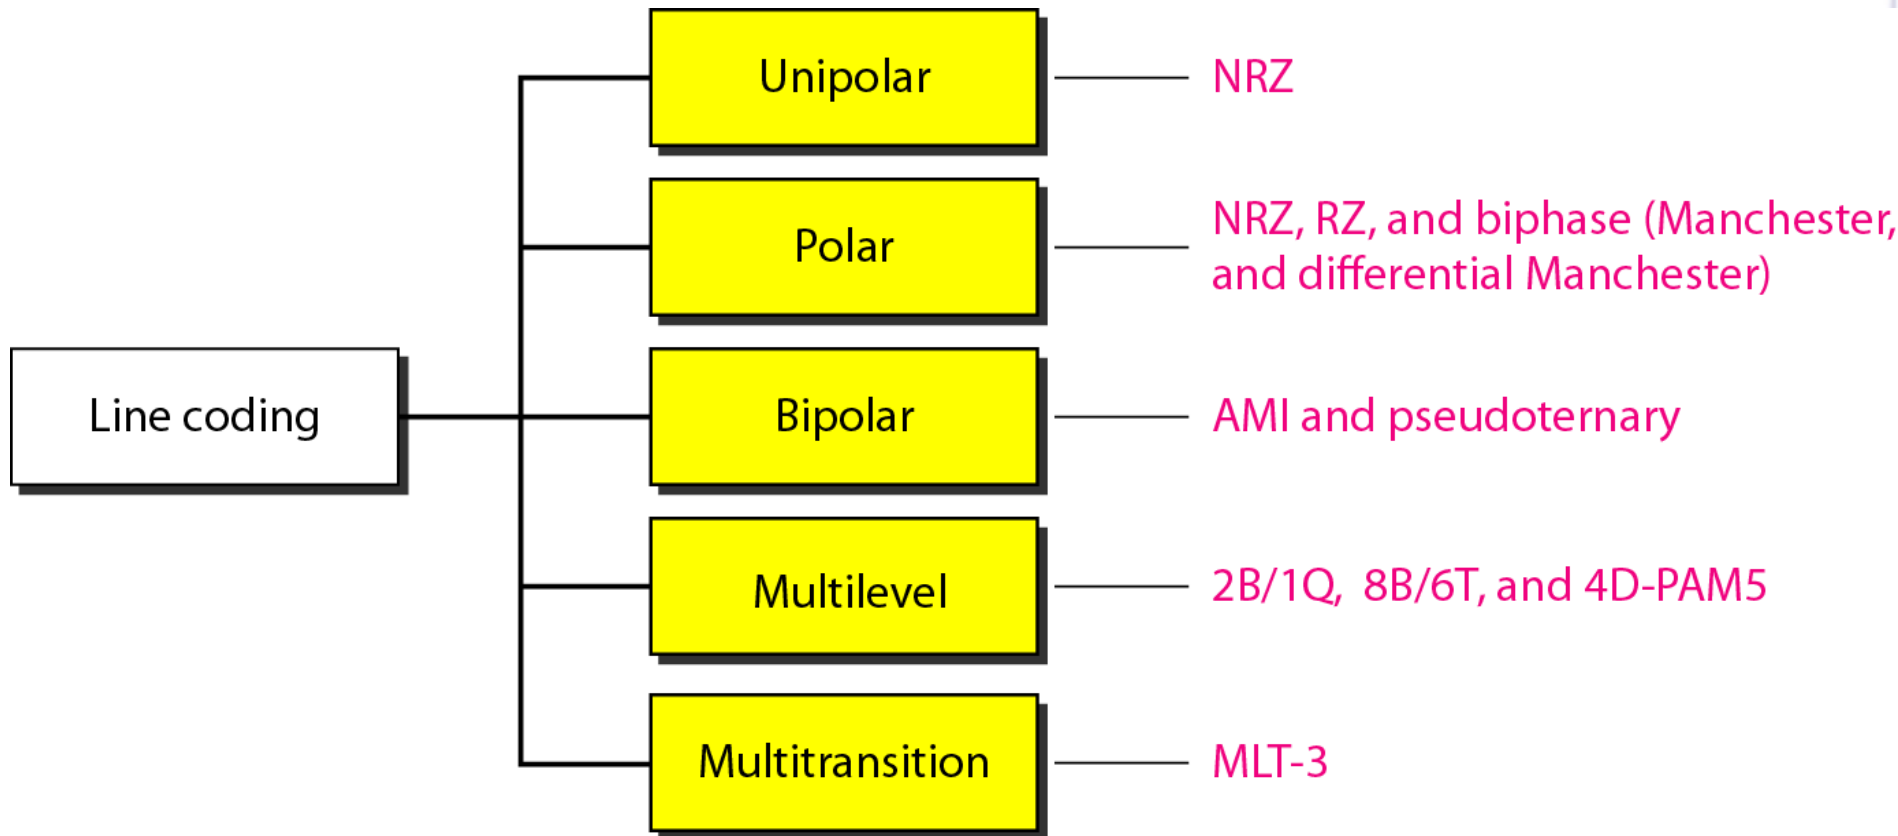 Unipolar
NRZ
Polar
NRZ, RZ, and biphase (Manchester,
and differential Manchester)
Line coding
Bipolar
AMI and pseudoternary
Multilevel
2B/1Q,  8B/6T, and 4D-PAM5
Multitransition
MLT-3